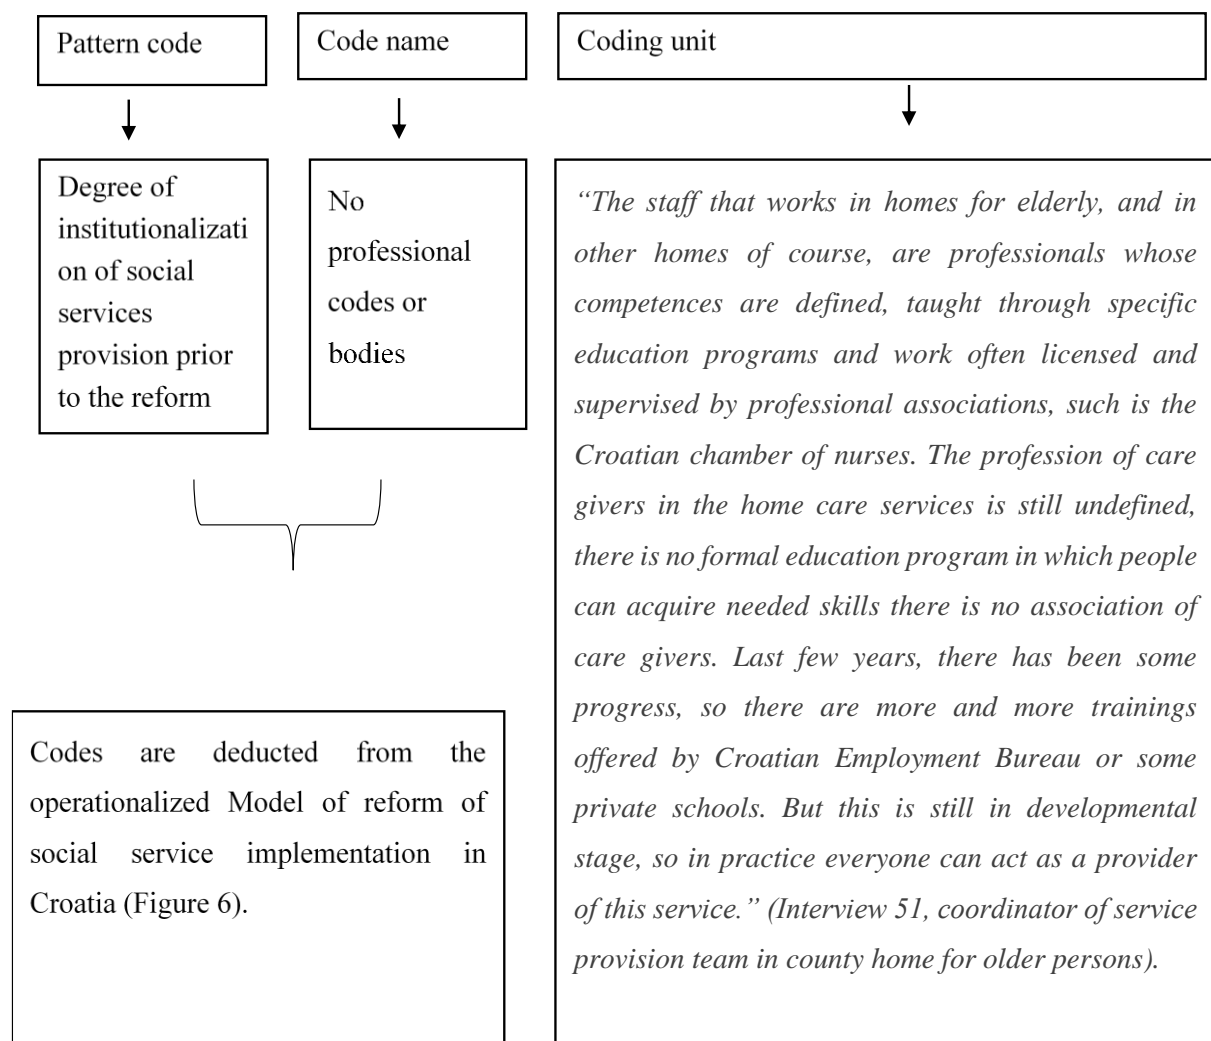 Pattern code
Code name
Coding unit
Degree of
institutionalizati
on of social
services
provision prior
to the reform
No
professional
codes or
bodies
“The staff that works in homes for elderly, and in
other homes of course, are professionals whose
competences are defined, taught through specific
education programs and work often licensed and
supervised by professional associations, such is the
Croatian chamber of nurses. The profession of care
givers in the home care services is still undefined,
there is no formal education program in which people
can acquire needed skills there is no association of
care givers. Last few years, there has been some
progress, so there are more and more trainings
offered by Croatian Employment Bureau or some
private schools. But this is still in developmental
stage, so in practice everyone can act as a provider
of this service.” (Interview 51, coordinator of service
provision team in county home for older persons).
Codes are deducted from the
operationalized Model of reform of
social service implementation in
Croatia (Figure 6).